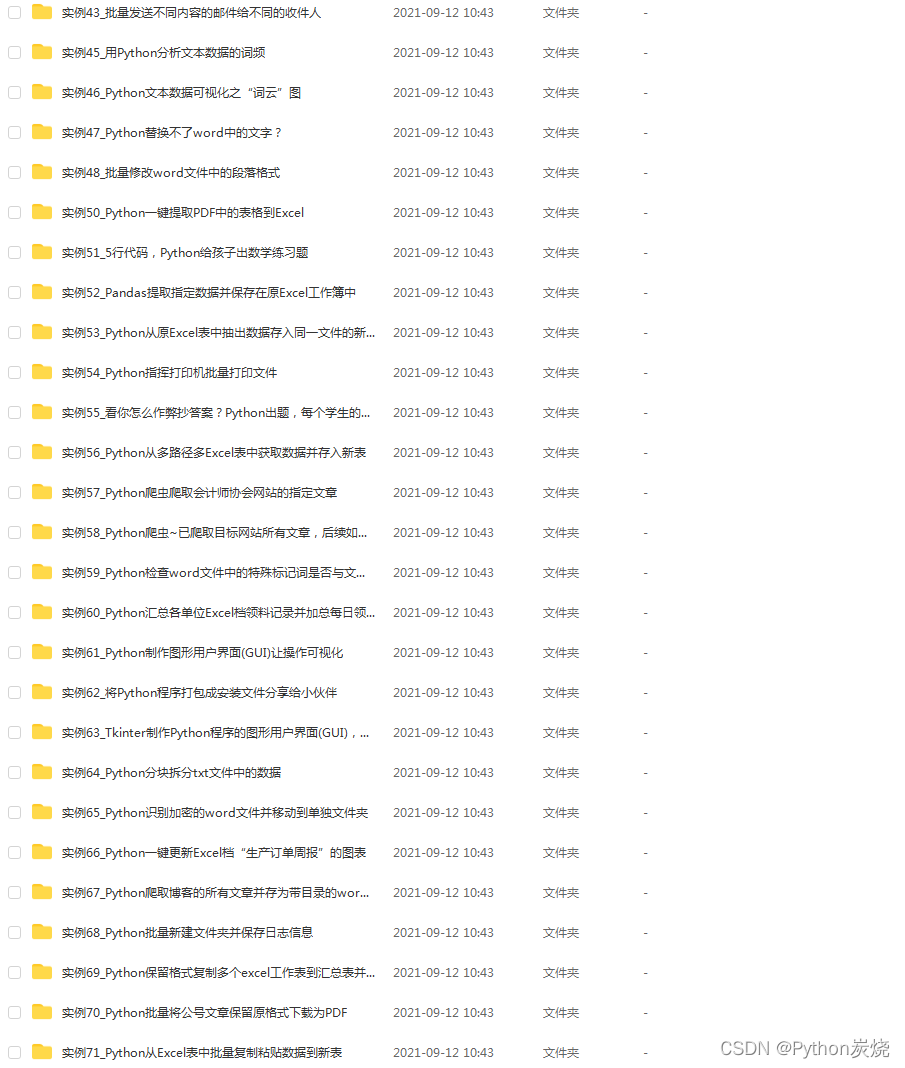 实例43_批量发送不同内容的邮件给不同的收件人 2021-09-12 10:43 文件夹 -
实例45_用Python分析文本数据的词频 2021-09-12 10:43 文件夹 -
实例46_Python文本数据可视化之“词云”图 2021-09-12 10:43 文件夹 -
实例47_Python替换不了word中的文字？ 2021-09-12 10:43 文件夹 -
实例48_批量修改word文件中的段落格式 2021-09-12 10:43 文件夹 -
实例50_Python一键提取PDF中的表格到Excel 2021-09-12 10:43 文件夹 -
实例51_5行代码，Python给孩子出数学练习题 2021-09-12 10:43 文件夹 -
实例52_Pandas提取指定数据并保存在原Excel工作簿中 2021-09-12 10:43 文件夹 -
实例53_Python从原Excel表中抽出数据存入同一文件的新... 2021-09-12 10:43 文件夹 -
实例54_Python指挥打印机批量打印文件 2021-09-12 10:43 文件夹 -
实例55_看你怎么作弊抄答案？Python出题，每个学生的... 2021-09-12 10:43 文件夹 -
实例56_Python从多路径多Excel表中获取数据并存入新表 2021-09-12 10:43 文件夹 -
实例57_Python爬虫爬取会计师协会网站的指定文章 2021-09-12 10:43 文件夹 -
实例58_Python爬虫~已爬取目标网站所有文章，后续如... 2021-09-12 10:43 文件夹 -
实例59_Python检查word文件中的特殊标记词是否与文... 2021-09-12 10:43 文件夹 -
实例60_Python汇总各单位Excel档领料记录并加总每日领... 2021-09-12 10:43 文件夹 -
实例61_Python制作图形用户界面(GUI)让操作可视化 2021-09-12 10:43 文件夹 -
实例62_将Python程序打包成安装文件分享给小伙伴 2021-09-12 10:43 文件夹 -
实例63_Tkinter制作Python程序的图形用户界面(GUI)，... 2021-09-12 10:43 文件夹 -
实例64_Python分块拆分txt文件中的数据 2021-09-12 10:43 文件夹 -
实例65_Python识别加密的word文件并移动到单独文件夹 2021-09-12 10:43 文件夹 -
实例66_Python一键更新Excel档“生产订单周报”的图表 2021-09-12 10:43 文件夹 -
实例67_Python爬取博客的所有文章并存为带目录的wor... 2021-09-12 10:43 文件夹 -
实例68_Python批量新建文件夹并保存日志信息 2021-09-12 10:43 文件夹 -
实例69_Python保留格式复制多个excel工作表到汇总表并... 2021-09-12 10:43 文件夹 -
实例70_Python批量将公号文章保留原格式下载为PDF 2021-09-12 10:43 文件夹 -
实例71_Python从Excel表中批量复制粘贴数据到新表 2021-09-12 10:43 文件夹 -
CSDN @Python炭烧